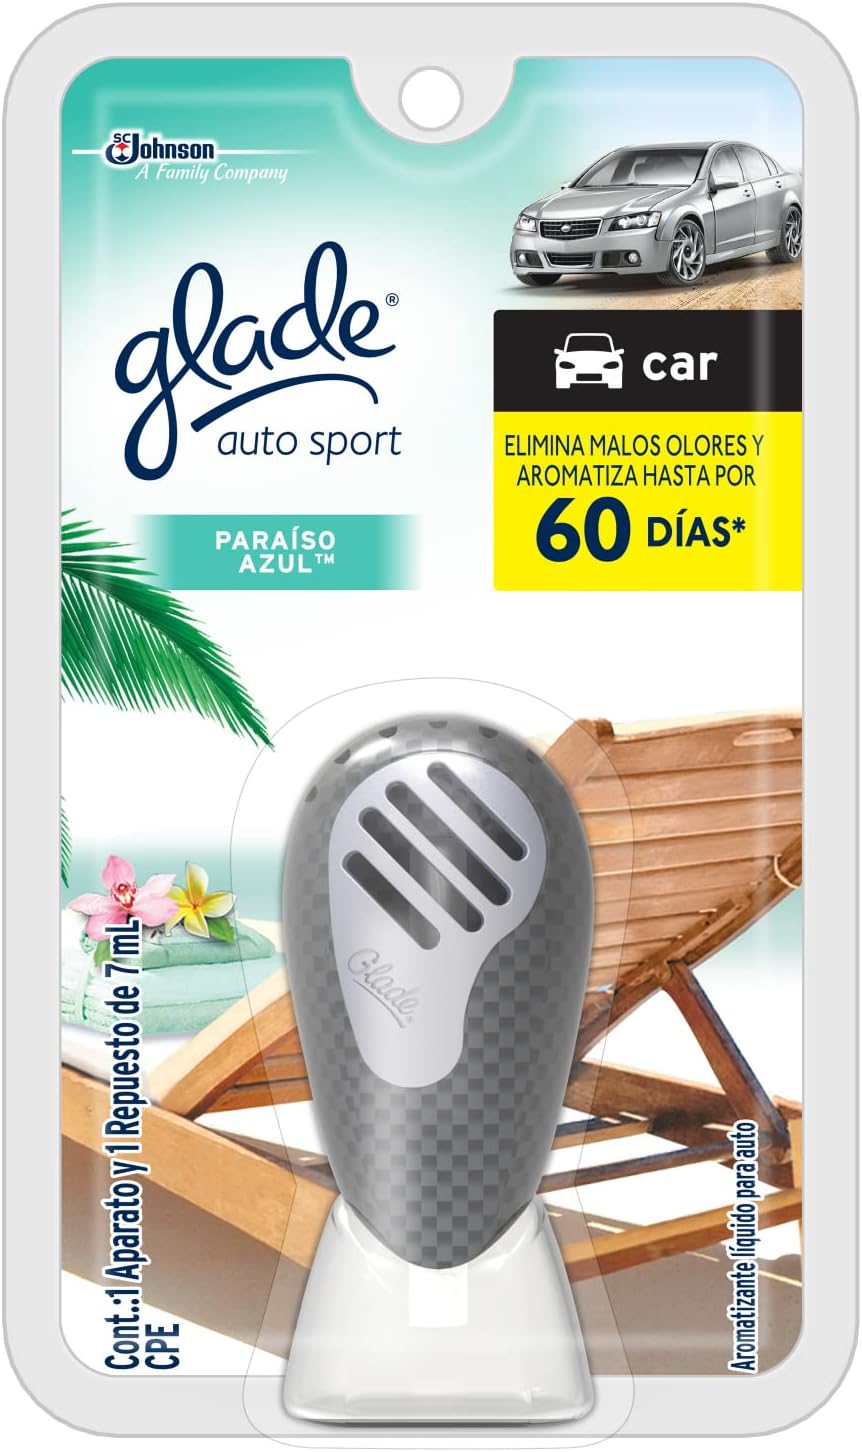 SC Johnson
A Family Company
glade®
auto sport
PARAÍSO
AZUL™
car
ELIMINA MALOS OLORES Y
AROMATIZA HASTA POR
60 DÍAS*
Glade®
Cont.:1 Aparato y 1 Repuesto de 7 mL
CPE
Aromatizante líquido para auto